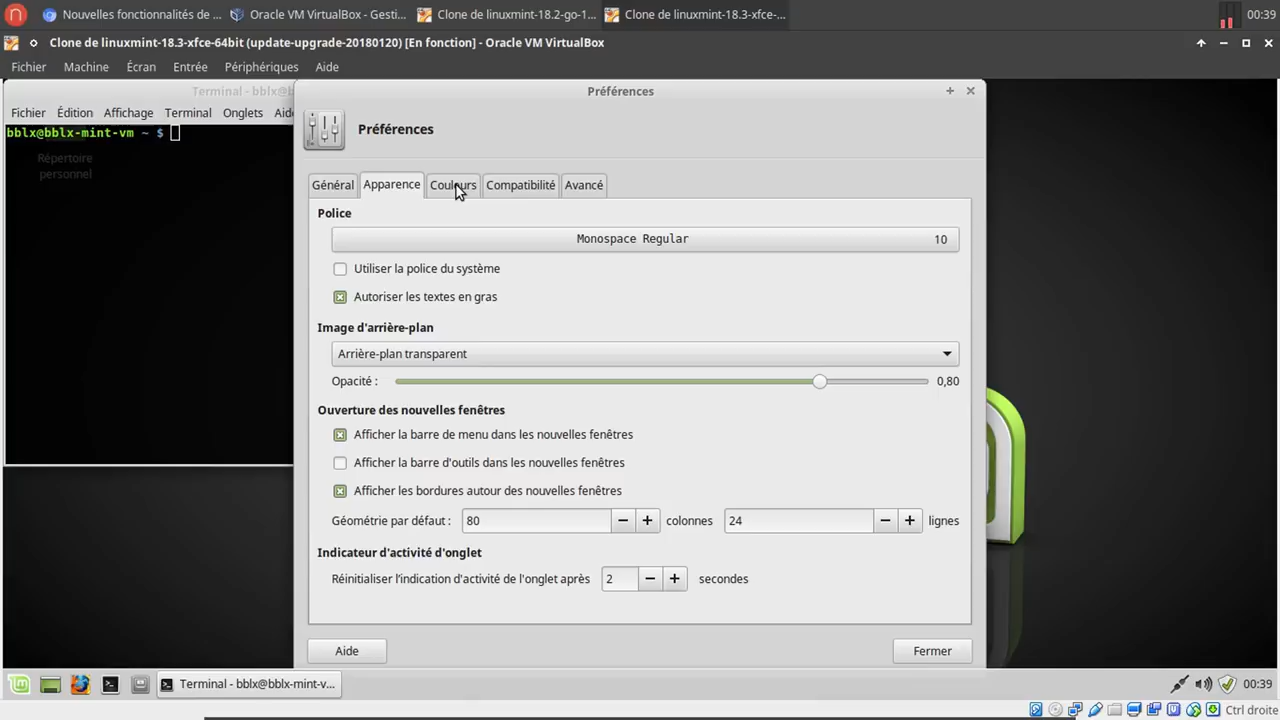 Nouvelles fonctionnalités de ...
Oracle VM VirtualBox - Gesti...
Clone de linuxmint-18.2-go-1...
Clone de linuxmint-18.3-xfce-...
00:39
Clone de linuxmint-18.3-xfce-64bit (update-upgrade-20180120) [En fonction] - Oracle VM VirtualBox
Fichier Machine Écran Entrée Périphériques Aide
Terminal - bblx@b
Fichier Édition Affichage Terminal Onglets Aide
bblx@bblx-mint-vm ~ $
Répertoire
personnel
Préférences
Préférences
Général Apparence Couleurs Compatibilité Avancé
Police
Monospace Regular 10
Utiliser la police du système
Autoriser les textes en gras
Image d'arrière-plan
Arrière-plan transparent
Opacité : 0,80
Ouverture des nouvelles fenêtres
Afficher la barre de menu dans les nouvelles fenêtres
Afficher la barre d'outils dans les nouvelles fenêtres
Afficher les bordures autour des nouvelles fenêtres
Géométrie par défaut : 80 colonnes 24 lignes
Indicateur d'activité d'onglet
Réinitialiser l'indication d'activité de l'onglet après 2 secondes
Aide Fermer
Terminal - bblx@bblx-mint-v...
00:39
Ctrl droite